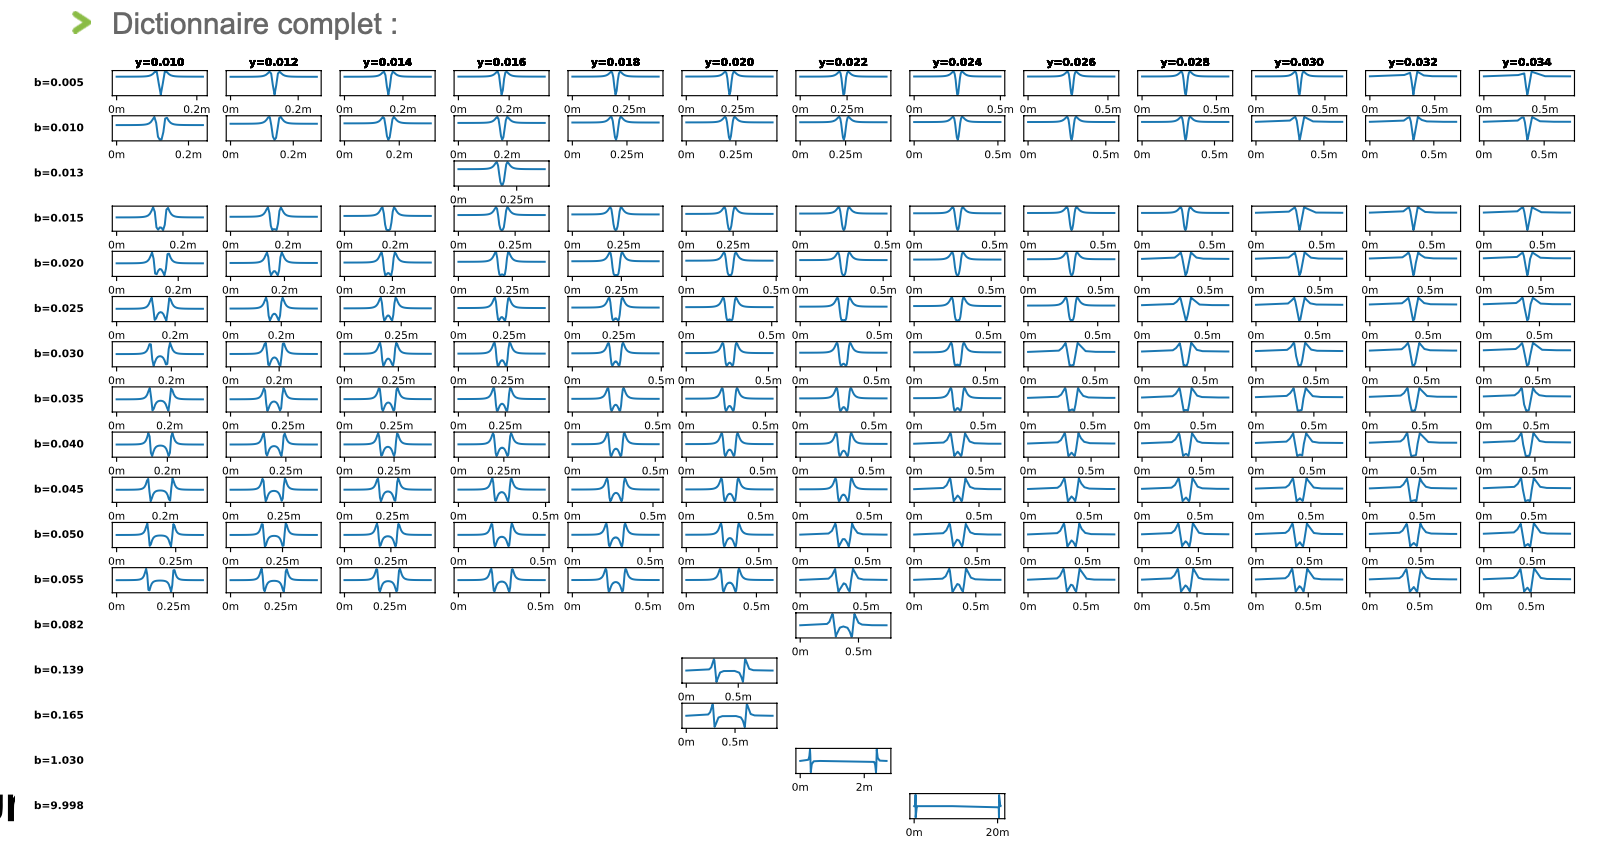 Dictionnaire complet :
y=0.010 y=0.012 y=0.014 y=0.016 y=0.018 y=0.020 y=0.022 y=0.024 y=0.026 y=0.028 y=0.030 y=0.032 y=0.034
b=0.005
0m 0.2m 0m 0.2m 0m 0.2m 0m 0.2m 0m 0.25m 0m 0.25m 0m 0.25m 0m 0.5m 0m 0.5m 0m 0.5m 0m 0.5m 0m 0.5m 0m 0.5m
b=0.010
0m 0.2m 0m 0.2m 0m 0.2m 0m 0.2m 0m 0.25m 0m 0.25m 0m 0.25m 0m 0.5m 0m 0.5m 0m 0.5m 0m 0.5m 0m 0.5m 0m 0.5m
b=0.013
0m 0.25m
b=0.015
0m 0.2m 0m 0.2m 0m 0.2m 0m 0.25m 0m 0.25m 0m 0.25m 0m 0.5m 0m 0.5m 0m 0.5m 0m 0.5m 0m 0.5m 0m 0.5m 0m 0.5m
b=0.020
0m 0.2m 0m 0.2m 0m 0.2m 0m 0.25m 0m 0.25m 0m 0.5m 0m 0.5m 0m 0.5m 0m 0.5m 0m 0.5m 0m 0.5m 0m 0.5m 0m 0.5m
b=0.025
0m 0.2m 0m 0.2m 0m 0.25m 0m 0.25m 0m 0.25m 0m 0.5m 0m 0.5m 0m 0.5m 0m 0.5m 0m 0.5m 0m 0.5m 0m 0.5m 0m 0.5m
b=0.030
0m 0.2m 0m 0.2m 0m 0.25m 0m 0.25m 0m 0.5m 0m 0.5m 0m 0.5m 0m 0.5m 0m 0.5m 0m 0.5m 0m 0.5m 0m 0.5m 0m 0.5m
b=0.035
0m 0.2m 0m 0.25m 0m 0.25m 0m 0.25m 0m 0.5m 0m 0.5m 0m 0.5m 0m 0.5m 0m 0.5m 0m 0.5m 0m 0.5m 0m 0.5m 0m 0.5m
b=0.040
0m 0.2m 0m 0.25m 0m 0.25m 0m 0.25m 0m 0.5m 0m 0.5m 0m 0.5m 0m 0.5m 0m 0.5m 0m 0.5m 0m 0.5m 0m 0.5m 0m 0.5m
b=0.045
0m 0.2m 0m 0.25m 0m 0.25m 0m 0.5m 0m 0.5m 0m 0.5m 0m 0.5m 0m 0.5m 0m 0.5m 0m 0.5m 0m 0.5m 0m 0.5m 0m 0.5m
b=0.050
0m 0.25m 0m 0.25m 0m 0.25m 0m 0.5m 0m 0.5m 0m 0.5m 0m 0.5m 0m 0.5m 0m 0.5m 0m 0.5m 0m 0.5m 0m 0.5m 0m 0.5m
b=0.055
0m 0.25m 0m 0.25m 0m 0.25m 0m 0.5m 0m 0.5m 0m 0.5m 0m 0.5m 0m 0.5m 0m 0.5m 0m 0.5m 0m 0.5m 0m 0.5m 0m 0.5m
b=0.082
0m 0.5m
b=0.139
0m 0.5m
b=0.165
0m 0.5m
b=1.030
0m 2m
b=9.998
0m 20m